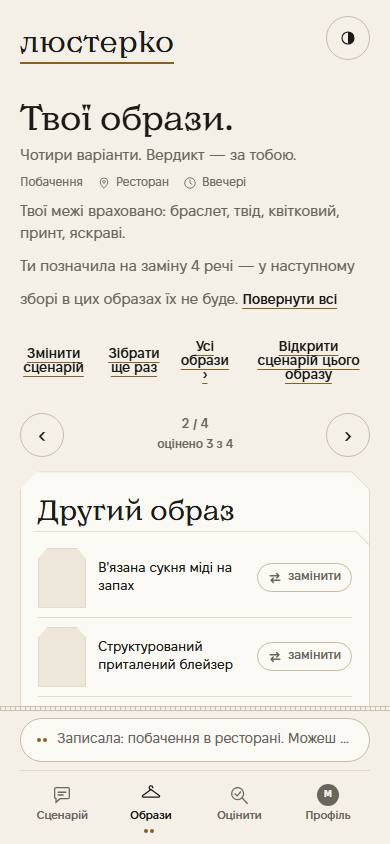 люстерко
Твої образи.
Чотири варіанти. Вердикт — за тобою.
Побачення Ресторан Ввечері
Твої межі враховано: браслет, твід, квітковий,
принт, яскраві.
Ти позначила на заміну 4 речі — у наступному
зборі в цих образах їх не буде. Повернути всі
Змінити
сценарій
Зібрати
ще раз
Усі
образи
›
Відкрити
сценарій цього
образу
‹
2 / 4
оцінено 3 з 4
›
Другий образ
В'язана сукня міді на
запах
замінити
Структурований
приталений блейзер
замінити
Записала: побачення в ресторані. Можеш ...
Сценарій
Образи
Оцінити
М
Профіль